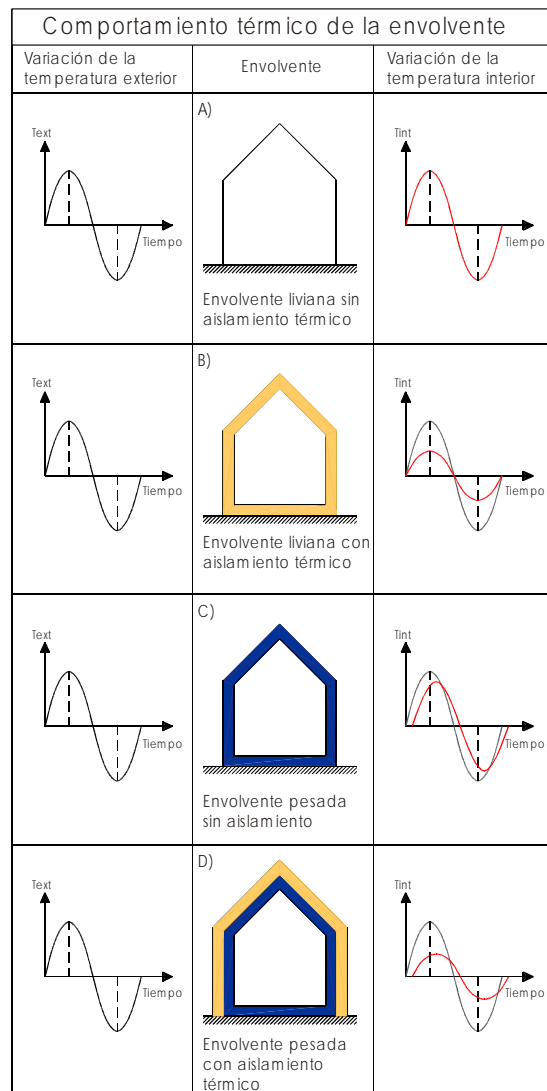 Comportamiento térmico de la envolvente
Variación de la
temperatura exterior
Envolvente
Variación de la
temperatura interior
A)
Text
Tiempo
Envolvente liviana sin
aislamiento térmico
Tint
Tiempo
B)
Text
Tiempo
Envolvente liviana con
aislamiento térmico
Tint
Tiempo
C)
Text
Tiempo
Envolvente pesada
sin aislamiento
Tint
Tiempo
D)
Text
Tiempo
Envolvente pesada
con aislamiento
térmico
Tint
Tiempo